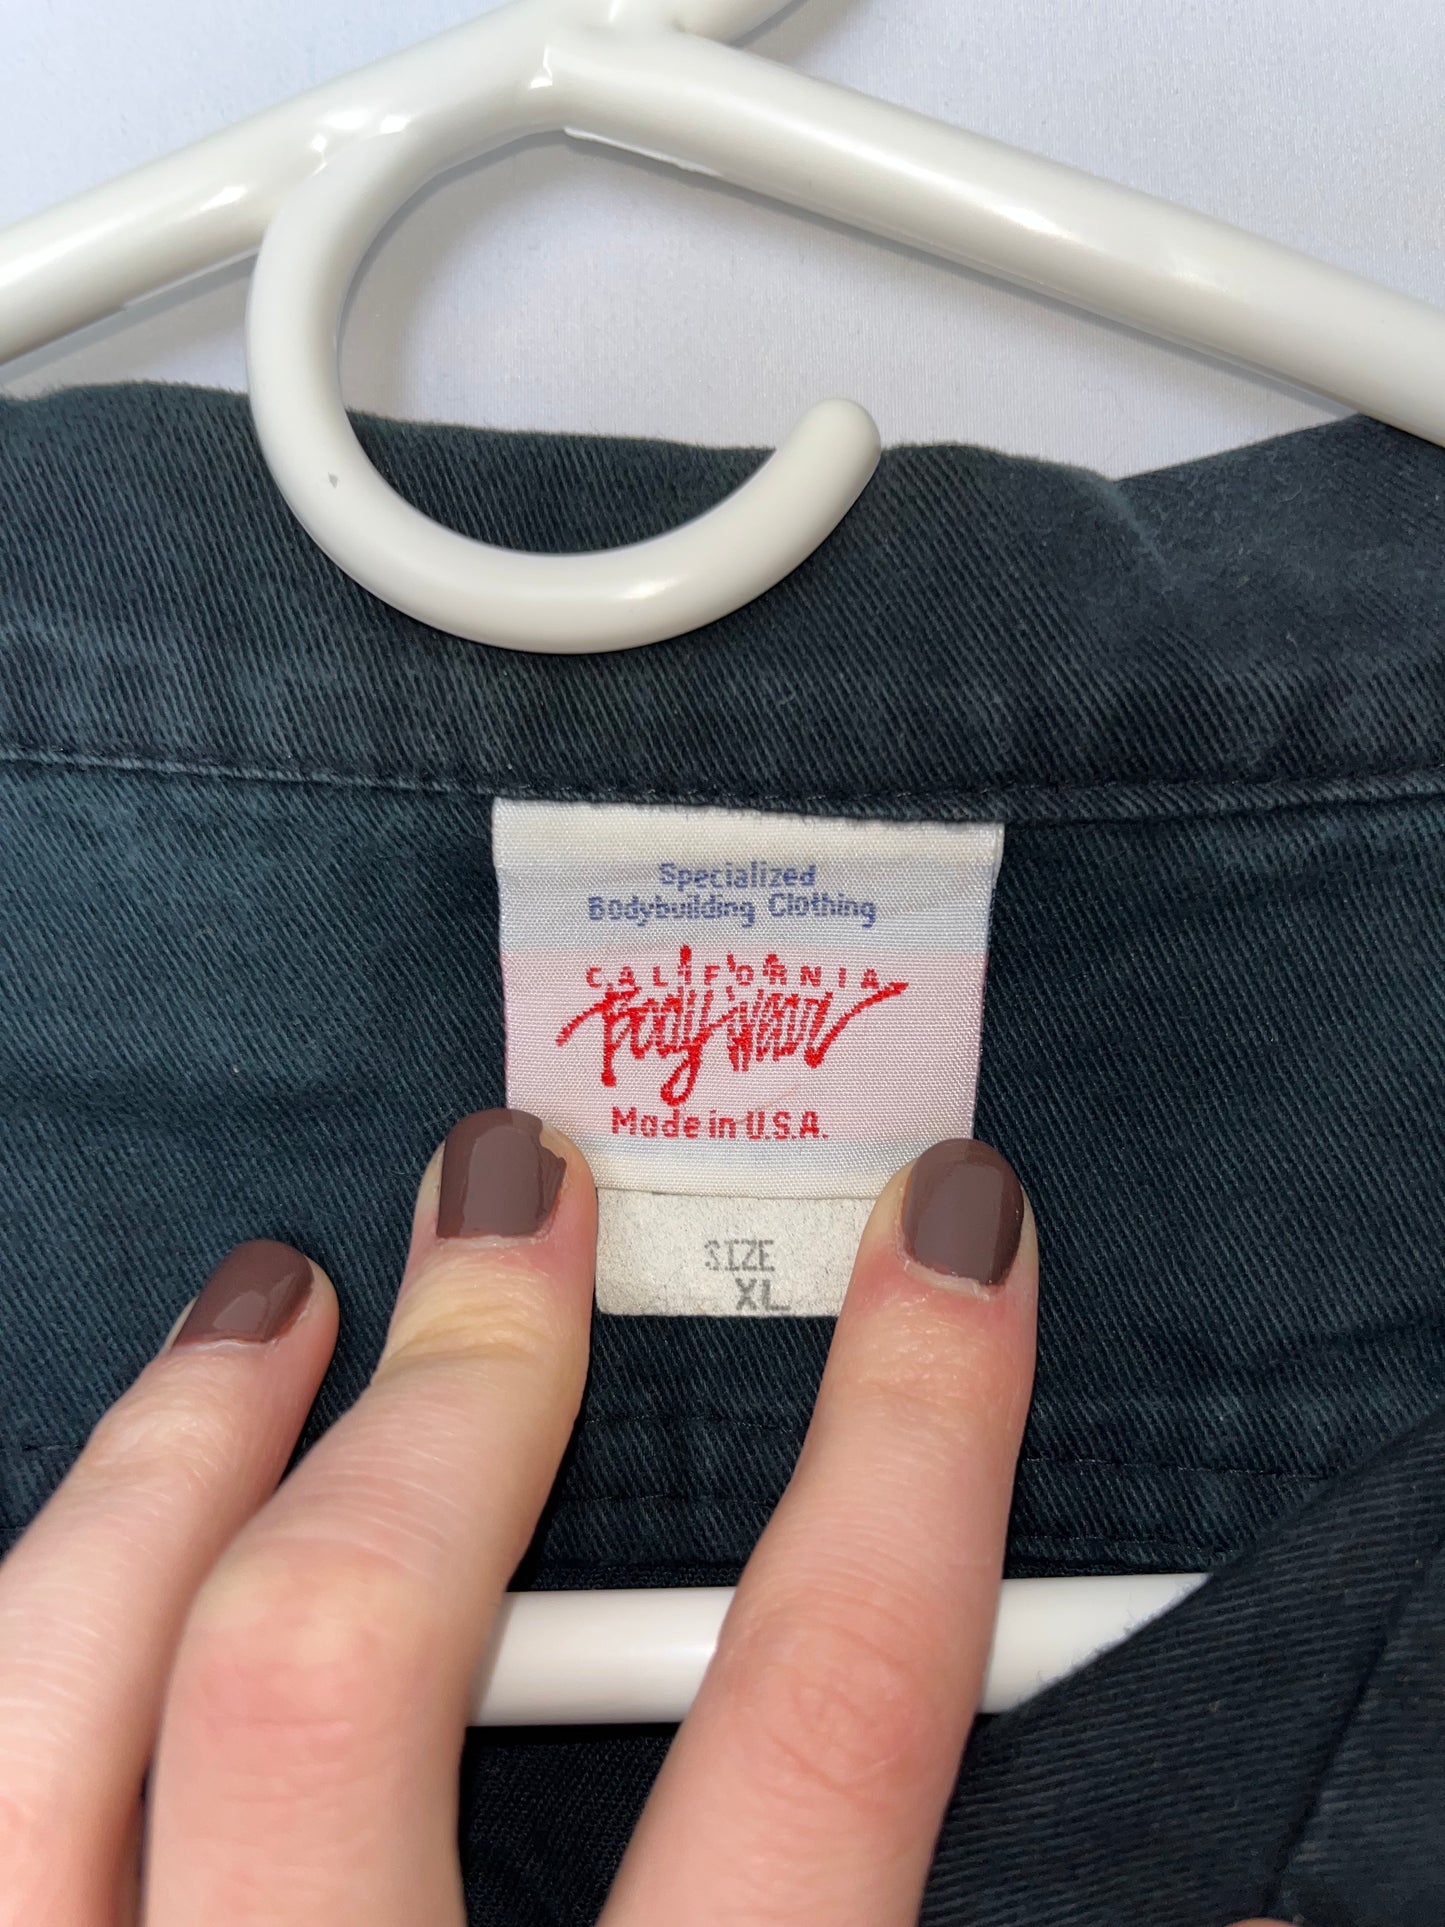 Specialized
Bodybuilding Clothing
CALIFORNIA
Body Wear
Made in U.S.A.
SIZE
XL